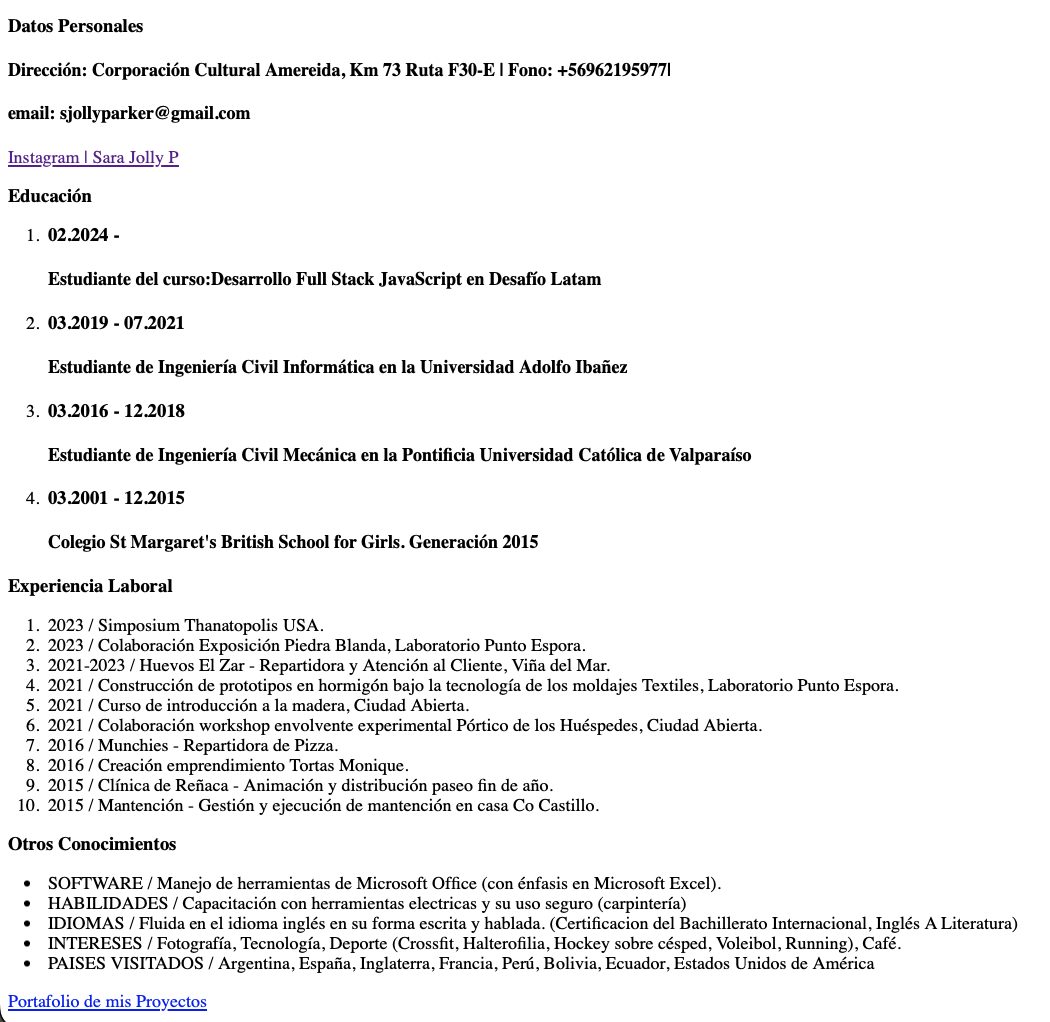 Datos Personales
Dirección: Corporación Cultural Amereida, Km 73 Ruta F30-E | Fono: +56962195977|
email: sjollyparker@gmail.com
Instagram | Sara Jolly P
Educación
1. 02.2024 -
Estudiante del curso:Desarrollo Full Stack JavaScript en Desafío Latam
2. 03.2019 - 07.2021
Estudiante de Ingeniería Civil Informática en la Universidad Adolfo Ibañez
3. 03.2016 - 12.2018
Estudiante de Ingeniería Civil Mecánica en la Pontificia Universidad Católica de Valparaíso
4. 03.2001 - 12.2015
Colegio St Margaret's British School for Girls. Generación 2015
Experiencia Laboral
1. 2023 / Simposium Thanatopolis USA.
2. 2023 / Colaboración Exposición Piedra Blanda, Laboratorio Punto Espora.
3. 2021-2023 / Huevos El Zar - Repartidora y Atención al Cliente, Viña del Mar.
4. 2021 / Construcción de prototipos en hormigón bajo la tecnología de los moldajes Textiles, Laboratorio Punto Espora.
5. 2021 / Curso de introducción a la madera, Ciudad Abierta.
6. 2021 / Colaboración workshop envolvente experimental Pórtico de los Huéspedes, Ciudad Abierta.
7. 2016 / Munchies - Repartidora de Pizza.
8. 2016 / Creación emprendimiento Tortas Monique.
9. 2015 / Clínica de Reñaca - Animación y distribución paseo fin de año.
10. 2015 / Mantención - Gestión y ejecución de mantención en casa Co Castillo.
Otros Conocimientos
• SOFTWARE / Manejo de herramientas de Microsoft Office (con énfasis en Microsoft Excel).
• HABILIDADES / Capacitación con herramientas electricas y su uso seguro (carpintería)
• IDIOMAS / Fluida en el idioma inglés en su forma escrita y hablada. (Certificacion del Bachillerato Internacional, Inglés A Literatura)
• INTERESES / Fotografía, Tecnología, Deporte (Crossfit, Halterofilia, Hockey sobre césped, Voleibol, Running), Café.
• PAISES VISITADOS / Argentina, España, Inglaterra, Francia, Perú, Bolivia, Ecuador, Estados Unidos de América
Portafolio de mis Proyectos